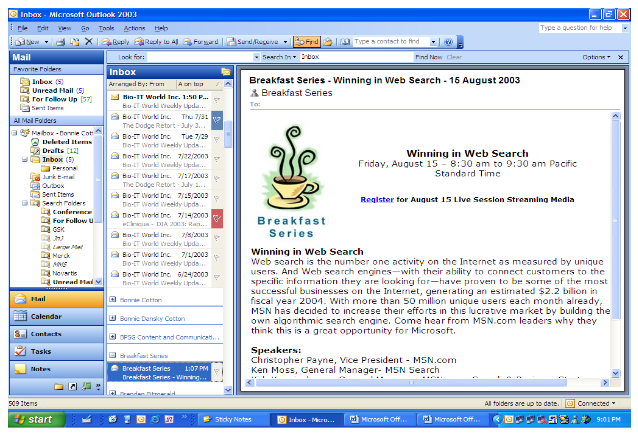 Inbox - Microsoft Outlook 2003
File Edit View Go Tools Actions Help
Type a question for help
New Reply Reply to All Forward Send/Receive Find Type a contact to find
Mail
Look for: Search In Inbox Find Now Clear Options
Favorite Folders
Inbox (5)
Unread Mail (5)
For Follow Up (57)
Sent Items
All Mail Folders
Mailbox - Bonnie Cott
Deleted Items
Drafts (12)
Inbox (5)
Personal
Junk E-mail
Outbox
Sent Items
Search Folders
Conference
For Follow U
GSK
JnJ
Large Mail
Merck
Novartis
Unread Mail
Mail
Calendar
Contacts
Tasks
Notes
Inbox
Arranged By: From A on top
Bio-IT World Inc. 1:50 P...
Bio-IT World Weekly Upda...
Bio-IT World Inc. Thu 7/31
The Dodge Retort - July 3...
Bio-IT World Inc. Tue 7/29
Bio-IT World Weekly Upda...
Bio-IT World Inc. 7/22/2003
Bio-IT World Weekly Upda...
Bio-IT World Inc. 7/17/2003
The Dodge Retort - July 1...
Bio-IT World Inc. 7/15/2003
Bio-IT World Weekly Upda...
Bio-IT World Inc. 7/14/2003
eClinique - DIA 2003: Rap...
Bio-IT World Inc. 7/8/2003
Bio-IT World Weekly Upda...
Bio-IT World Inc. 7/1/2003
Bio-IT World Weekly Upda...
Bio-IT World Inc. 6/24/2003
Bio-IT World Weekly Upda...
Bonnie Cotton
Bonnie Dansky Cotton
BPSG Content and Communicati...
Breakfast Series
Breakfast Series 1:07 PM
Breakfast Series - Winning...
Brendan Fitzgerald
Breakfast Series - Winning in Web Search - 15 August 2003
Breakfast Series
To:
Breakfast
Series
Winning in Web Search
Friday, August 15 – 8:30 am to 9:30 am Pacific
Standard Time
Register for August 15 Live Session Streaming Media
Winning in Web Search
Web search is the number one activity on the Internet as measured by unique
users. And Web search engines—with their ability to connect customers to the
specific information they are looking for—have proven to be some of the most
successful businesses on the Internet, generating an estimated $2.2 billion in
fiscal year 2004. With more than 50 million unique users each month already,
MSN has decided to increase their efforts in this lucrative market by building the
own algorithmic search engine. Come hear from MSN.com leaders why they
think this is a great opportunity for Microsoft.
Speakers:
Christopher Payne, Vice President - MSN.com
Ken Moss, General Manager- MSN Search
509 Items
All folders are up to date. Connected
start
Sticky Notes
Inbox - Micro...
Microsoft Off...
Microsoft Off...
9:01 PM